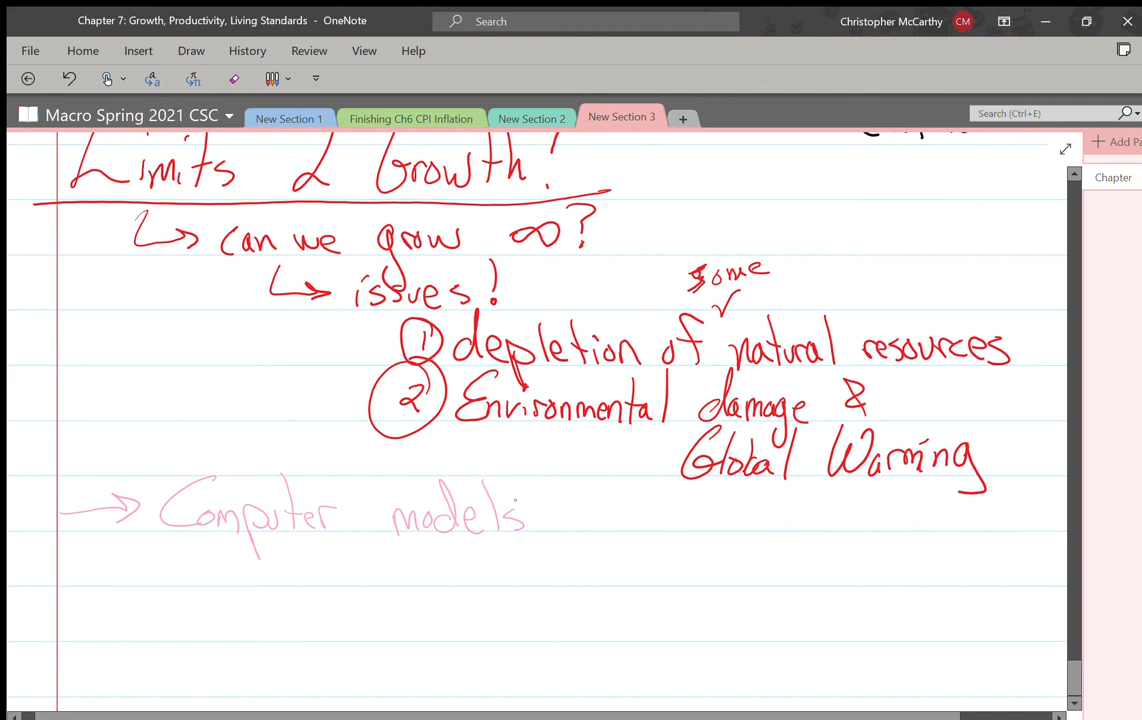 Chapter 7: Growth, Productivity, Living Standards - OneNote
Search
Christopher McCarthy CM
File Home Insert Draw History Review View Help
Macro Spring 2021 CSC
New Section 1
Finishing Ch6 CPI Inflation
New Section 2
New Section 3
Search (Ctrl+E)
Add Pa
Chapter
Limits 2 Growth!
can we grow ∞?
issues!
some
① depletion of natural resources
② Environmental damage &
Global Warming
→ Computer models